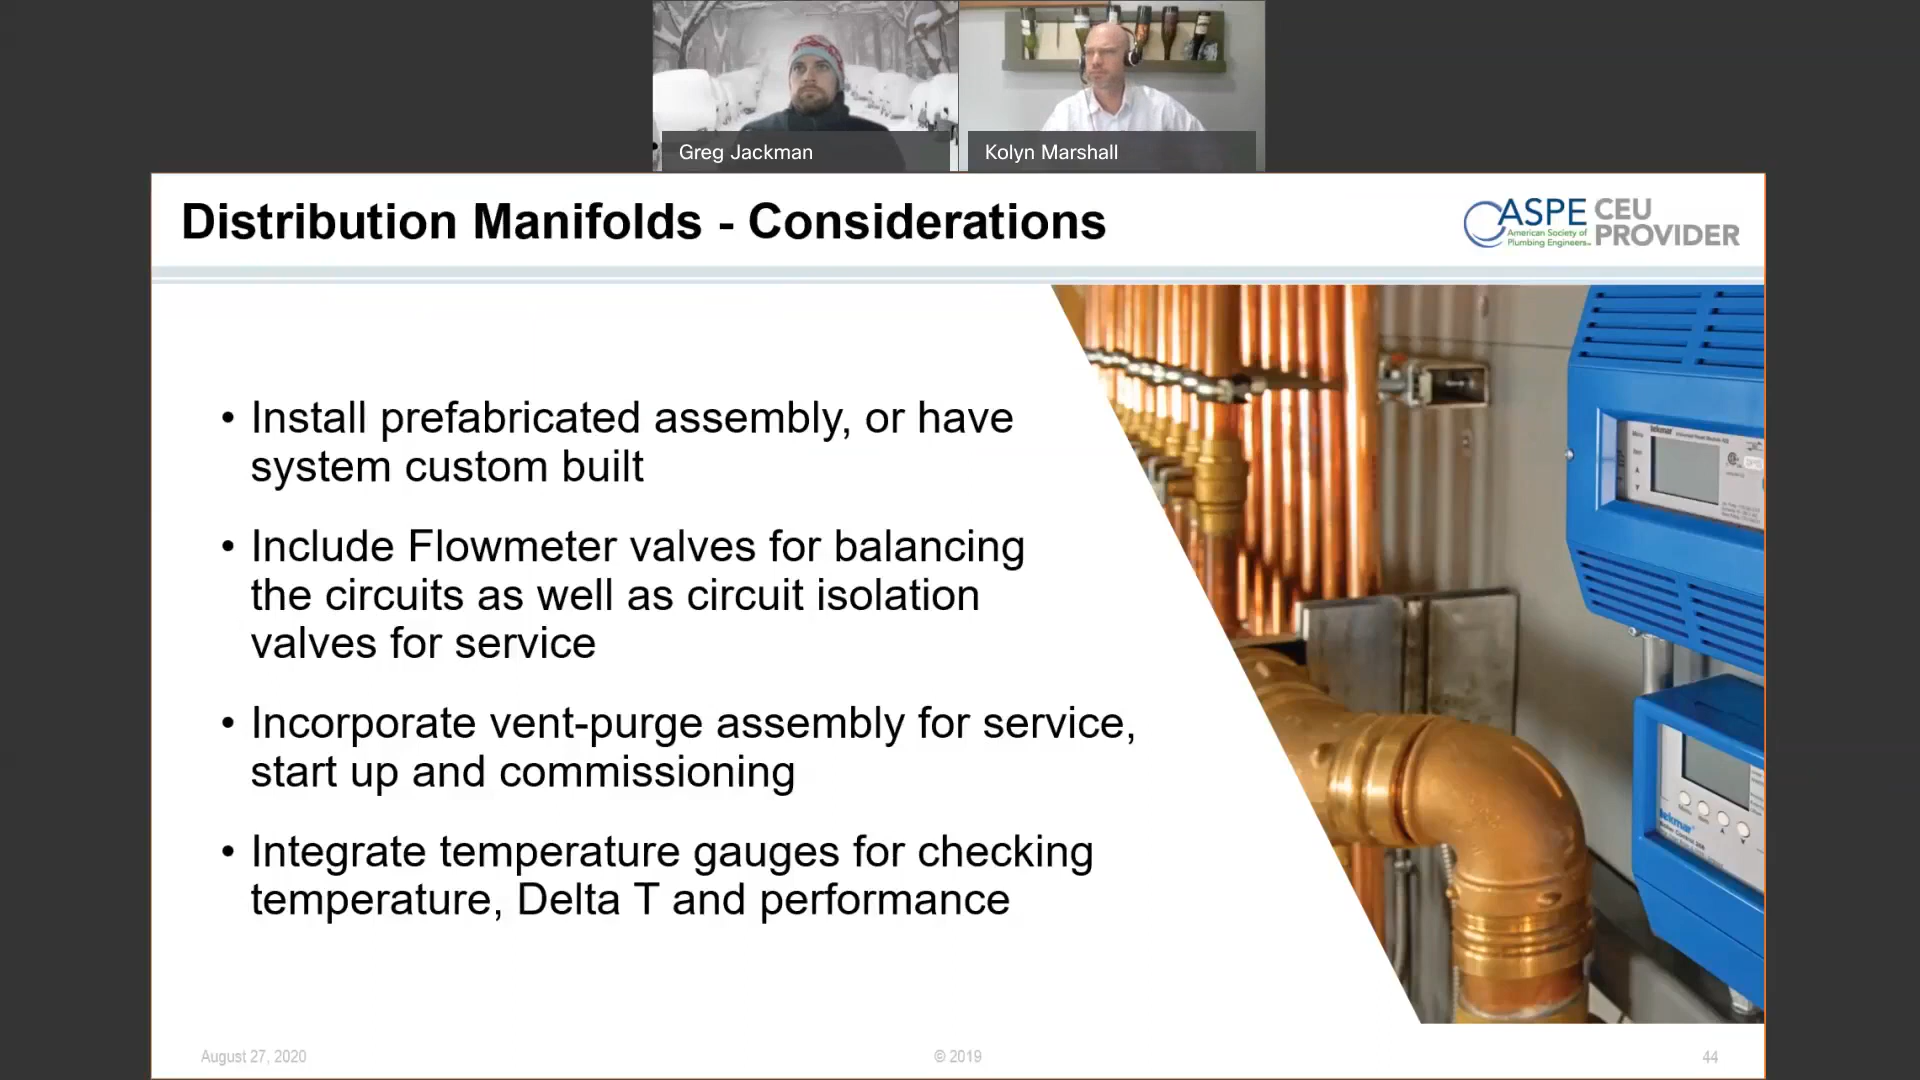 Greg Jackman
Kolyn Marshall
Distribution Manifolds - Considerations
ASPE
American Society of
Plumbing Engineers
CEU
PROVIDER
• Install prefabricated assembly, or have
system custom built
• Include Flowmeter valves for balancing
the circuits as well as circuit isolation
valves for service
• Incorporate vent-purge assembly for service,
start up and commissioning
• Integrate temperature gauges for checking
temperature, Delta T and performance
tekmar
tekmar
August 27, 2020
© 2019
44